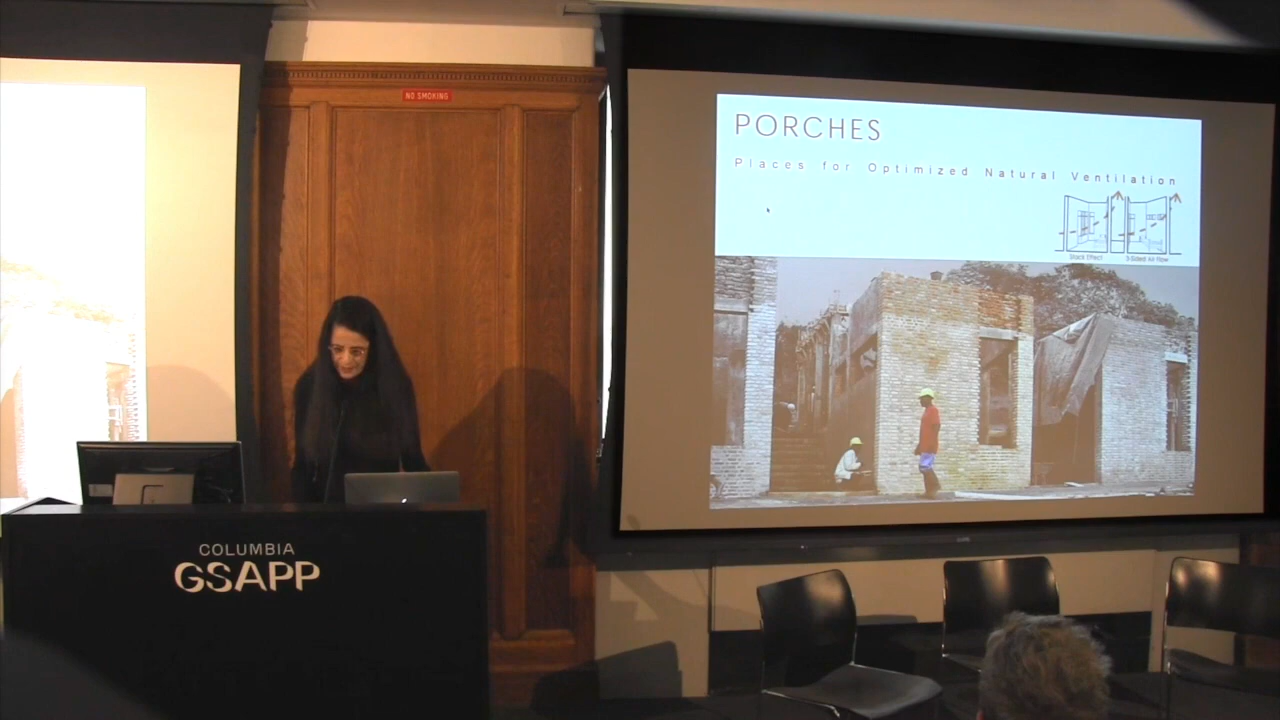 NO SMOKING
PORCHES
Places for Optimized Natural Ventilation
Stack Effect
3-Sided Air Flow
COLUMBIA
GSAPP